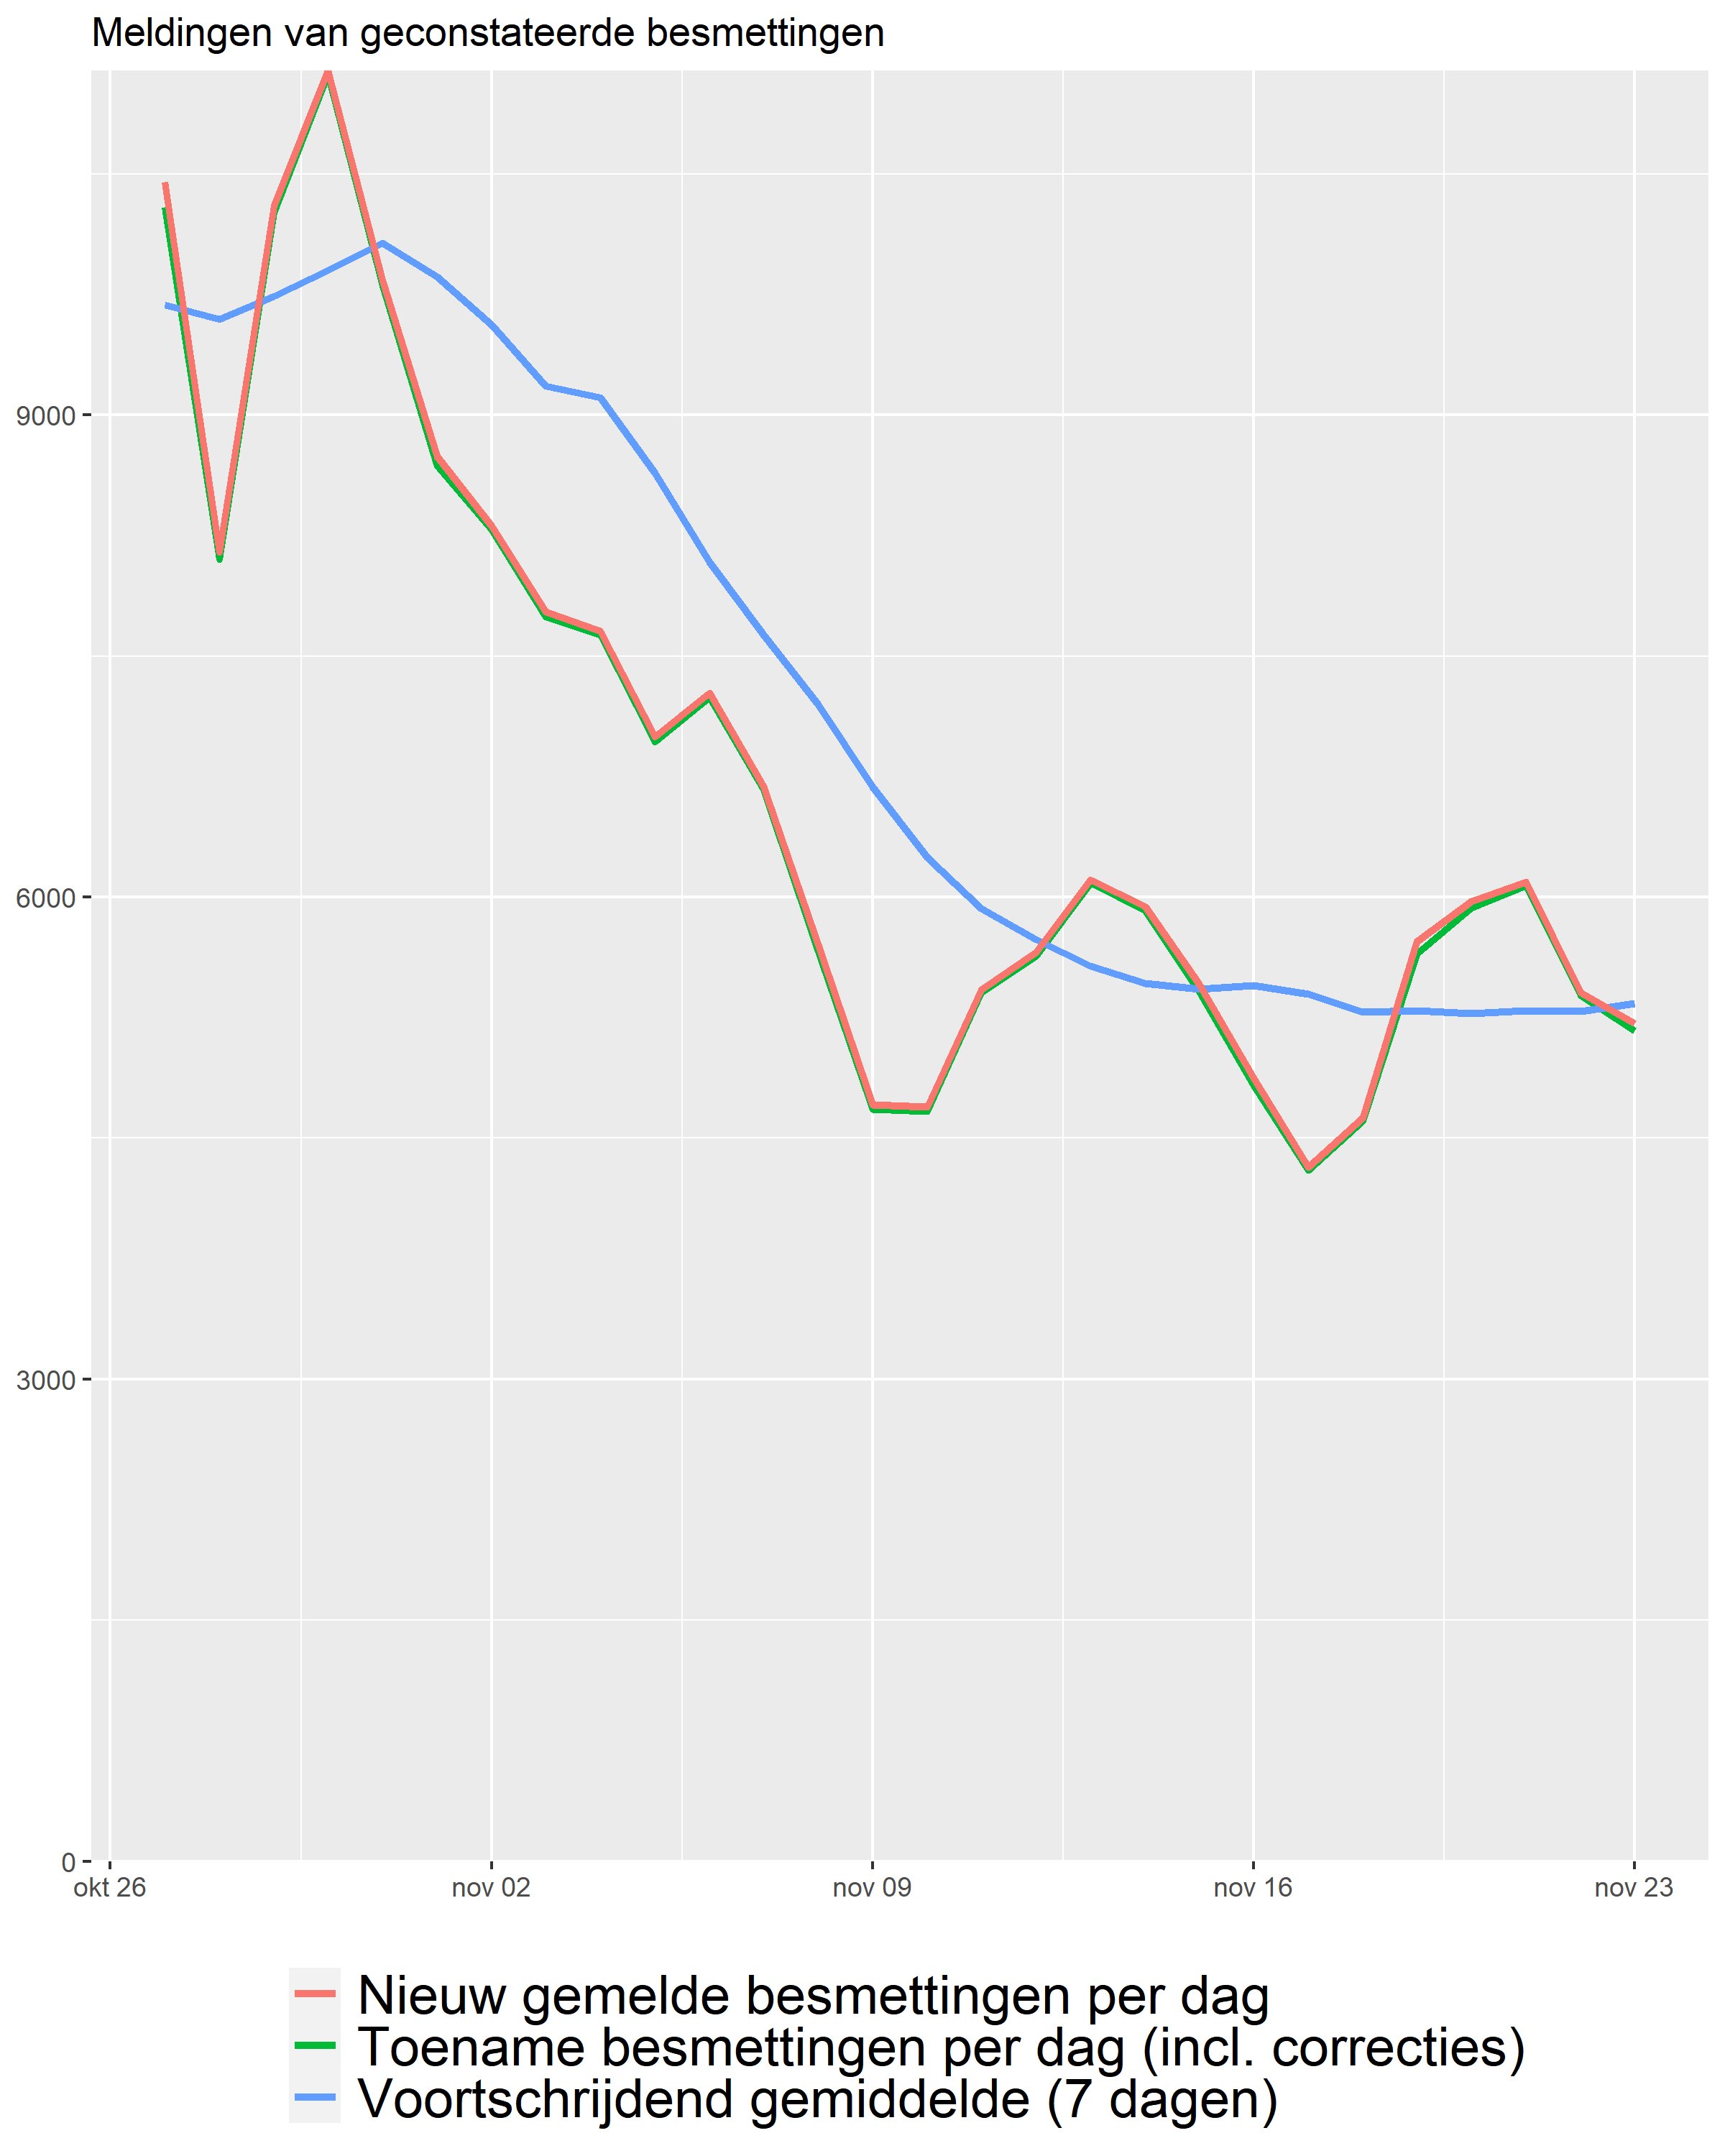 Meldingen van geconstateerde besmettingen
9000
6000
3000
0
okt 26 nov 02 nov 09 nov 16 nov 23
Nieuw gemelde besmettingen per dag
Toename besmettingen per dag (incl. correcties)
Voortschrijdend gemiddelde (7 dagen)